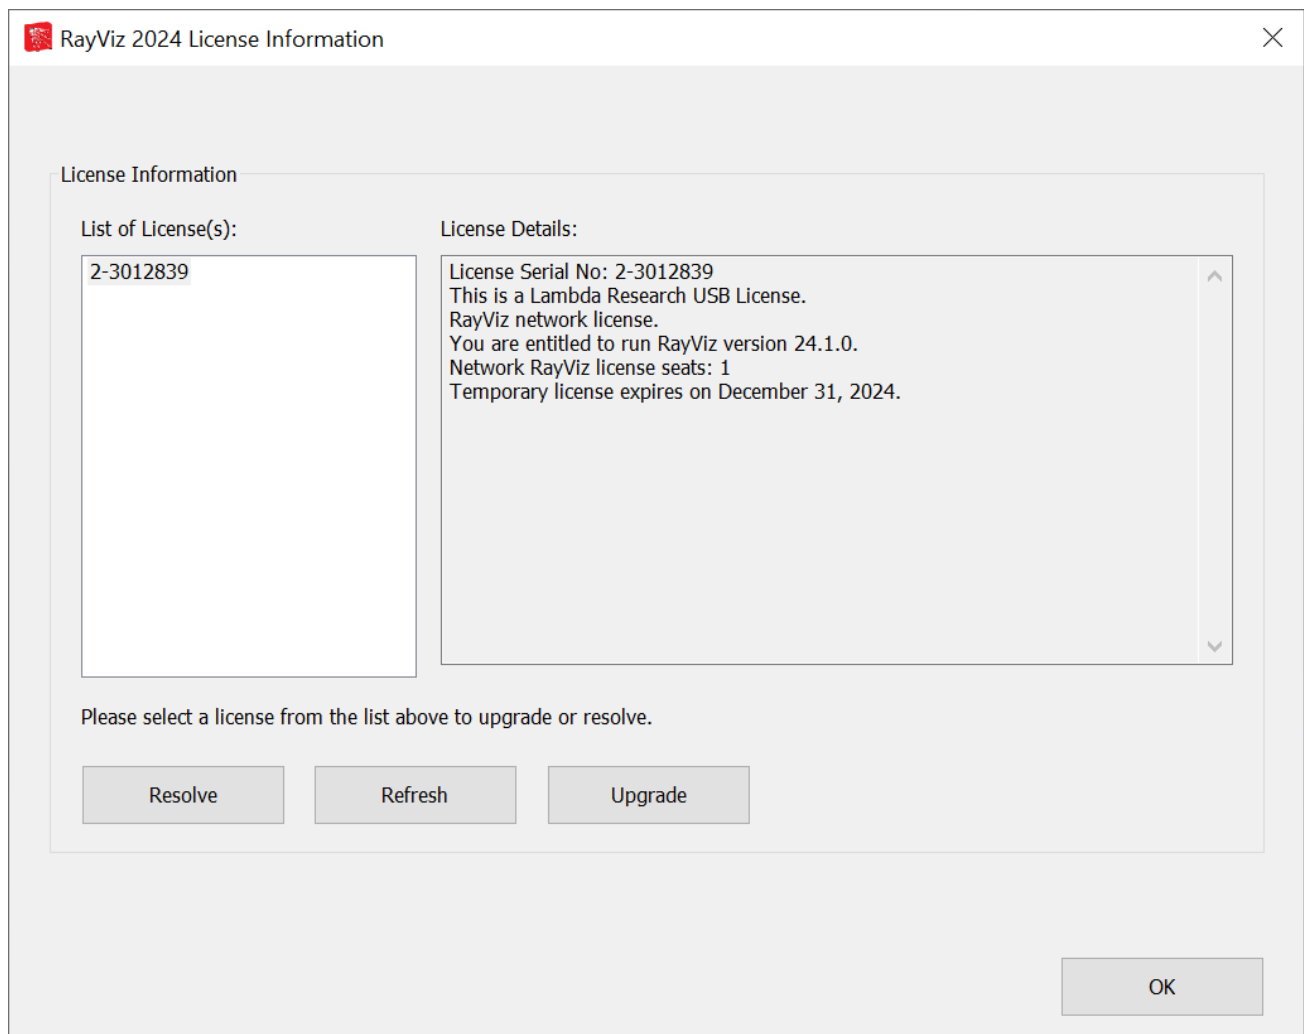 RayViz 2024 License Information
License Information
List of License(s):
2-3012839
License Details:
License Serial No: 2-3012839
This is a Lambda Research USB License.
RayViz network license.
You are entitled to run RayViz version 24.1.0.
Network RayViz license seats: 1
Temporary license expires on December 31, 2024.
Please select a license from the list above to upgrade or resolve.
Resolve
Refresh
Upgrade
OK